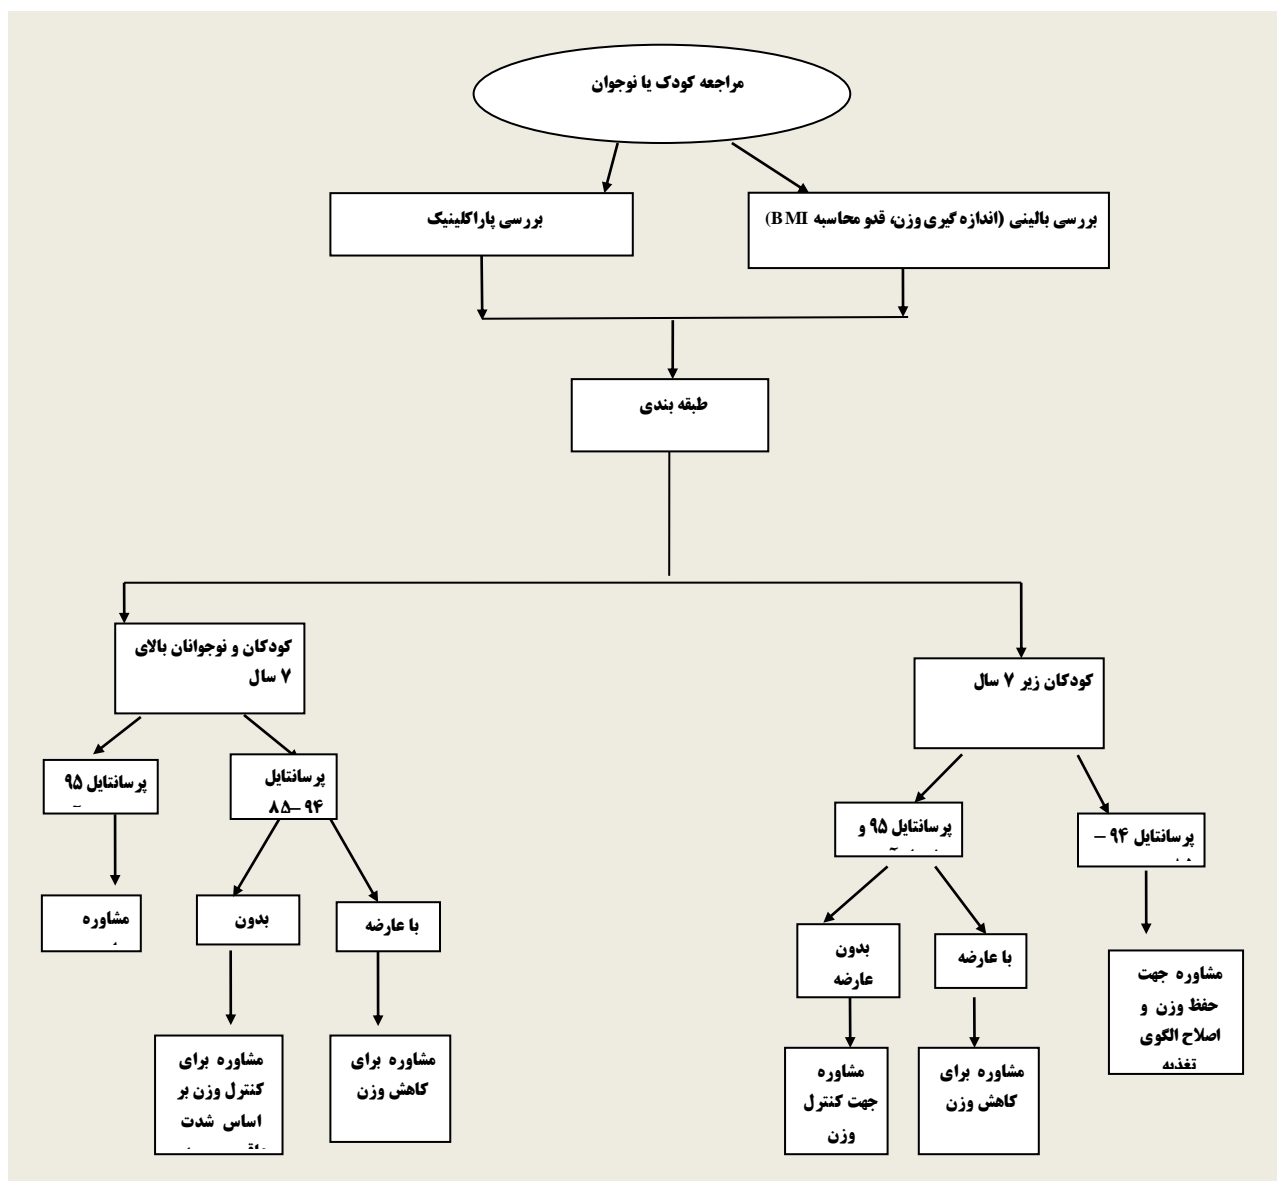 مراجعه کودک یا نوجوان
بررسی بالینی (اندازه گیری وزن، قدو محاسبه BMI)
بررسی پاراکلینیک
طبقه بندی
کودکان زیر ۷ سال
کودکان و نوجوانان بالای
۷ سال
پرسانتایل ۹۴ –
پرسانتایل ۹۵ و
پرسانتایل
۸۵–۹۴
پرسانتایل ۹۵
با عارضه
بدون
عارضه
با عارضه
بدون
مشاوره
مشاوره جهت
حفظ وزن و
اصلاح الگوی
تغذیه
مشاوره برای
کاهش وزن
مشاوره
جهت کنترل
وزن
مشاوره برای
کاهش وزن
مشاوره برای
کنترل وزن بر
اساس شدت